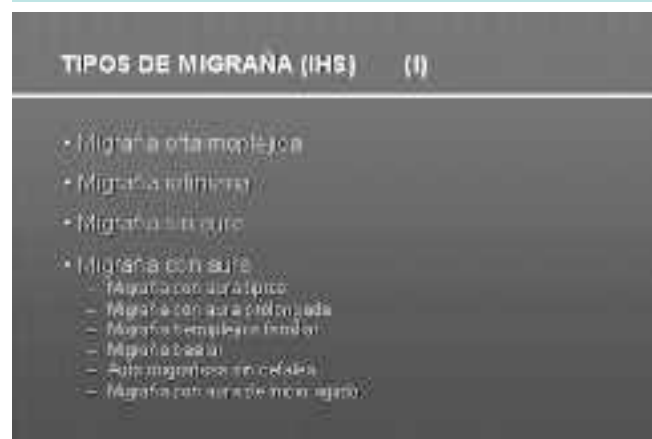 TIPOS DE MIGRAÑA (IHS) (I)
• Migraña oftalmopléjica
• Migraña retiniana
• Migraña sin aura
• Migraña con aura
– Migraña con aura típica
– Migraña con aura prolongada
– Migraña hemipléjica familiar
– Migraña basilar
– Aura migrañosa sin cefalea
– Migraña con aura de inicio agudo